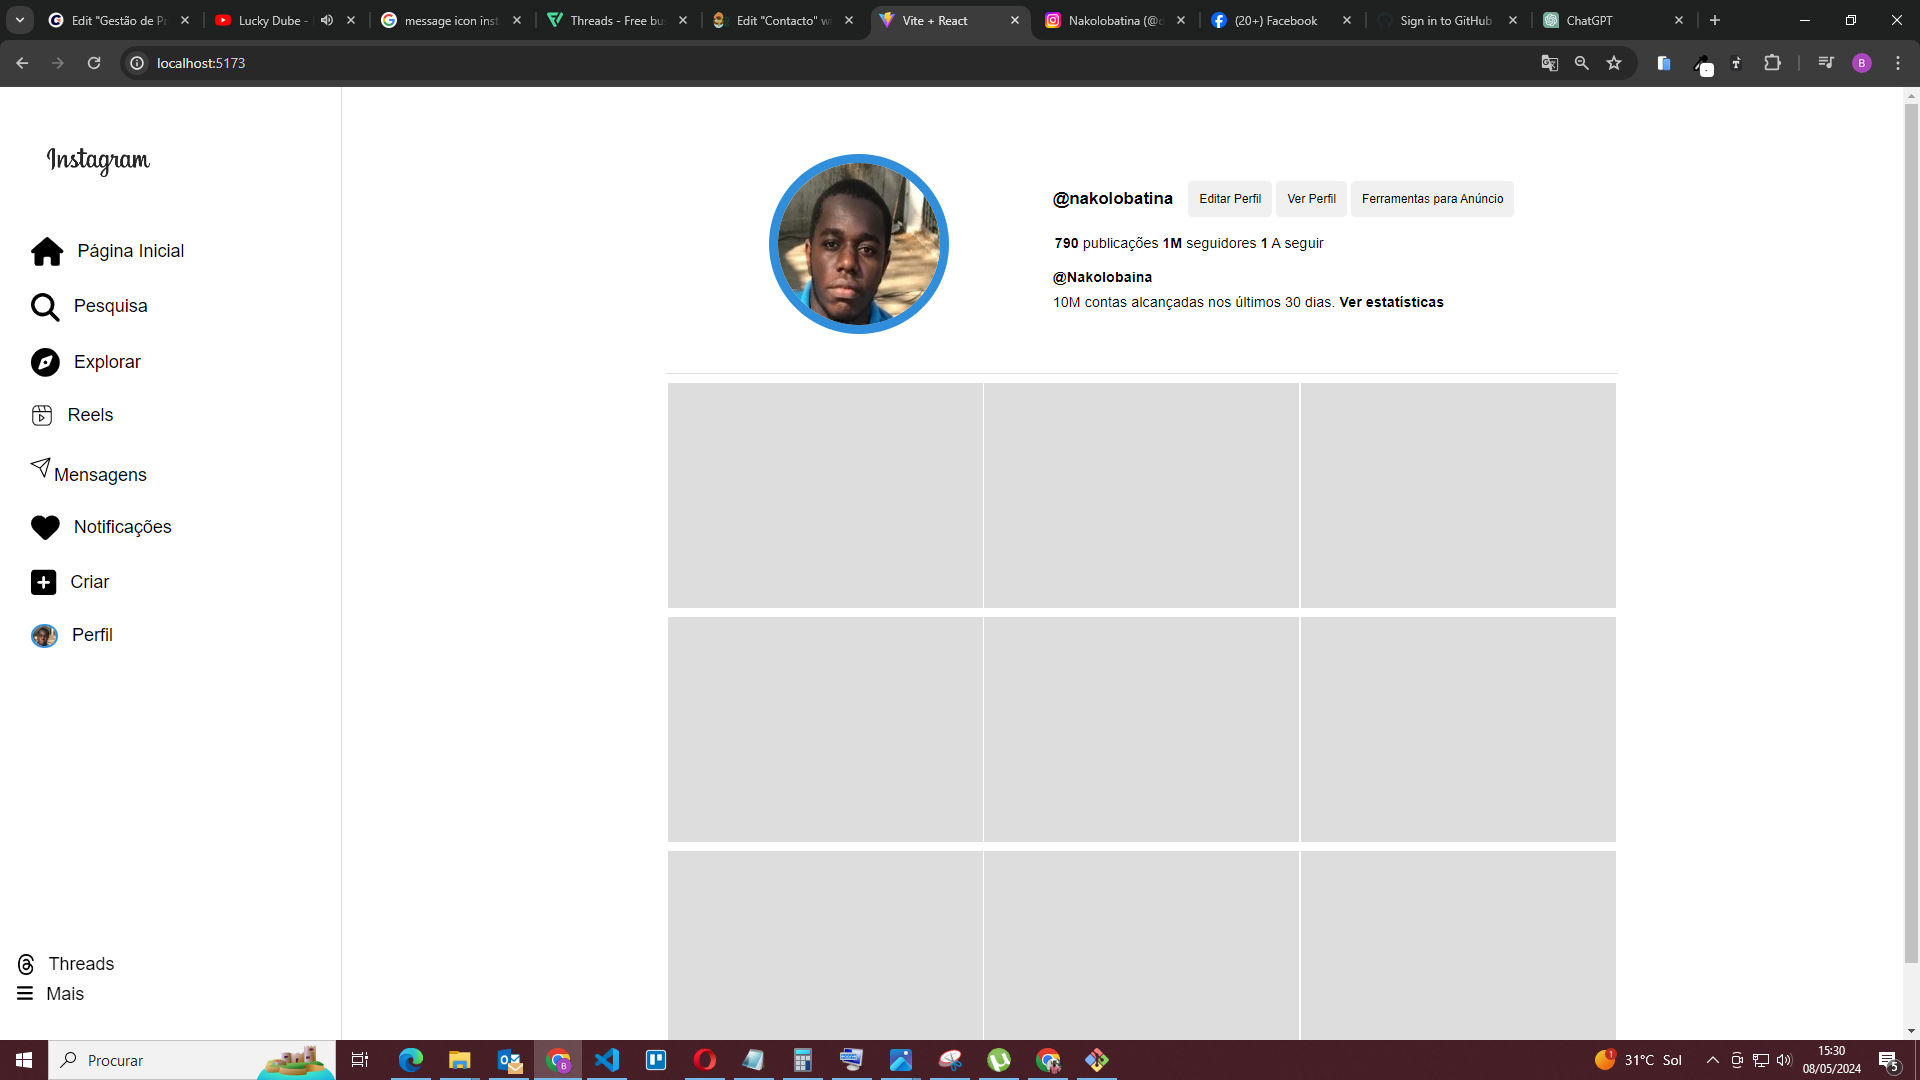 Edit "Gestão de Pr
Lucky Dube -
message icon inst
Threads - Free bus
Edit "Contacto" wi
Vite + React
Nakolobatina (@d
(20+) Facebook
Sign in to GitHub
ChatGPT
localhost:5173
B
Instagram
Página Inicial
Pesquisa
Explorar
Reels
Mensagens
Notificações
Criar
Perfil
Threads
Mais
@nakolobatina Editar Perfil Ver Perfil Ferramentas para Anúncio
790 publicações 1M seguidores 1 A seguir
@Nakolobaina
10M contas alcançadas nos últimos 30 dias. Ver estatísticas
Procurar
31°C Sol
15:30
08/05/2024
5